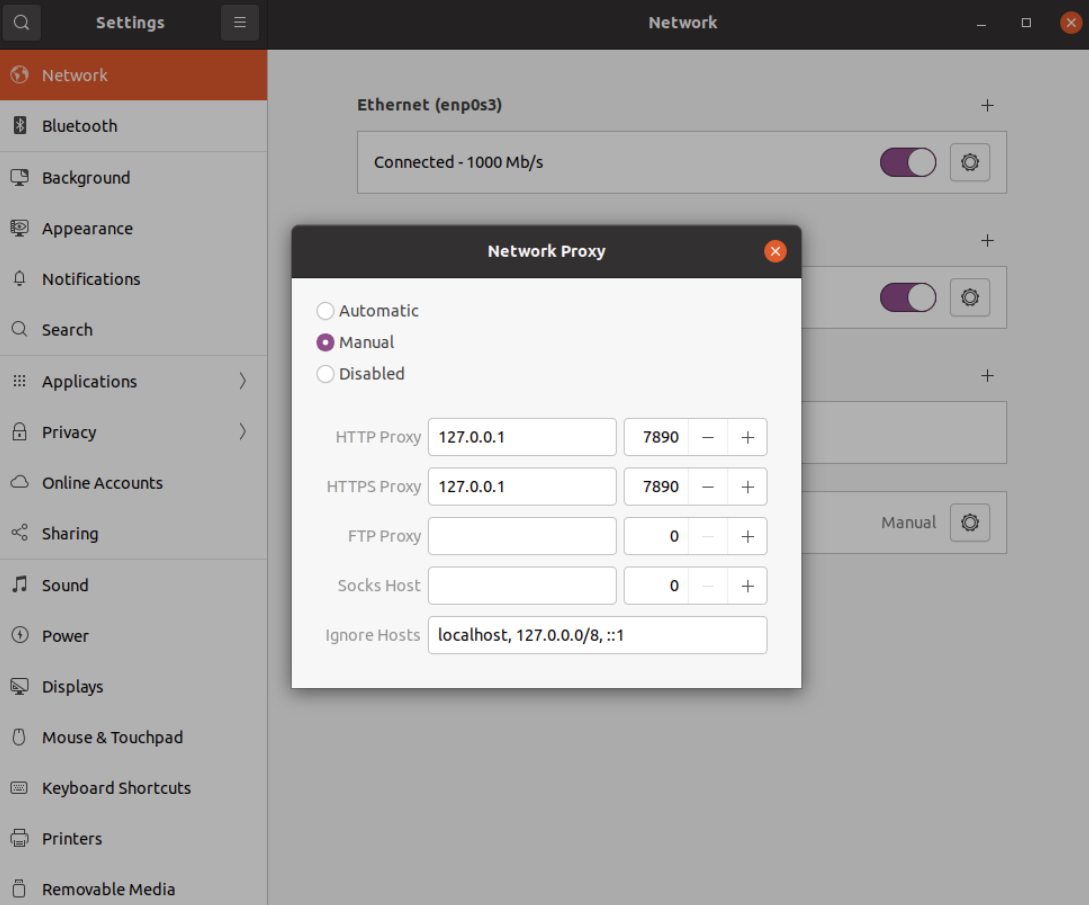 Settings
Network
Network
Bluetooth
Background
Appearance
Notifications
Search
Applications
Privacy
Online Accounts
Sharing
Sound
Power
Displays
Mouse & Touchpad
Keyboard Shortcuts
Printers
Removable Media
Ethernet (enp0s3)
Connected - 1000 Mb/s
Manual
Network Proxy
Automatic
Manual
Disabled
HTTP Proxy 127.0.0.1 7890 − +
HTTPS Proxy 127.0.0.1 7890 − +
FTP Proxy 0 − +
Socks Host 0 − +
Ignore Hosts localhost, 127.0.0.0/8, ::1